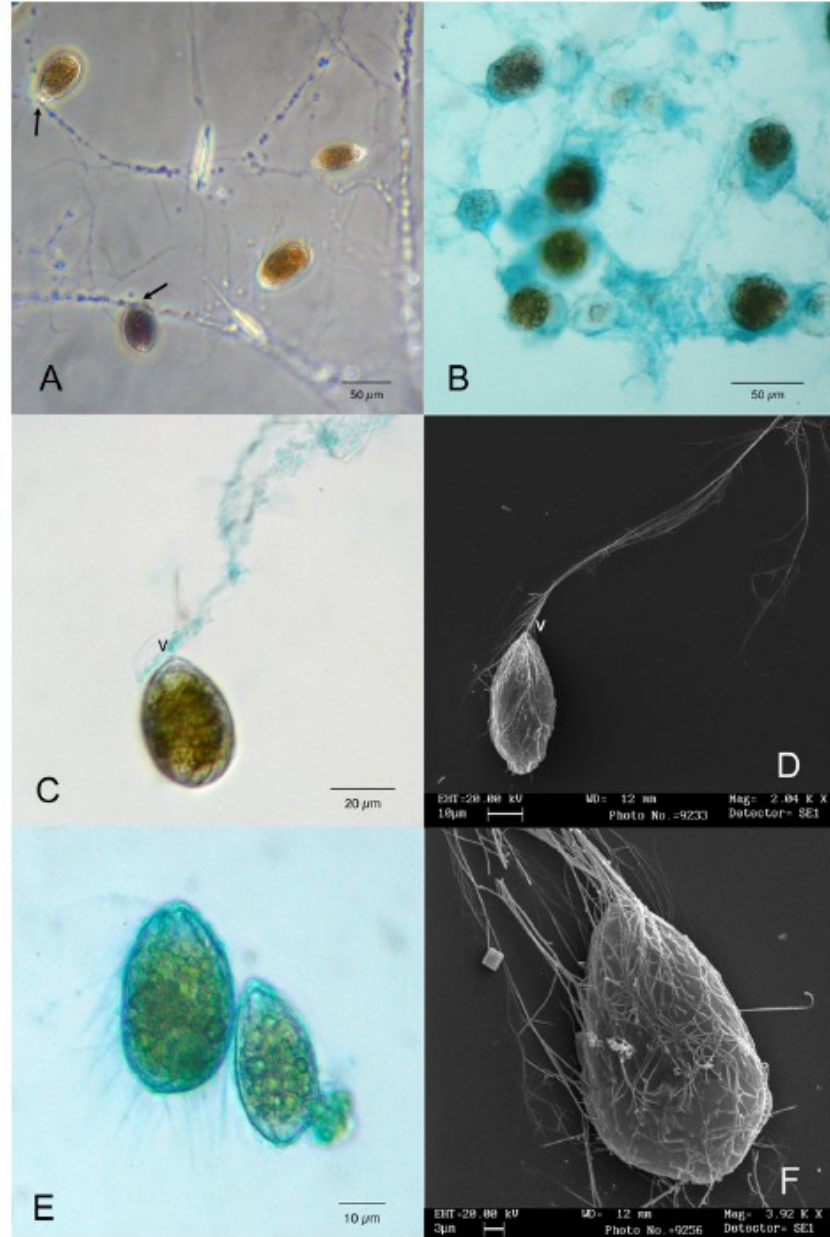 A
50 µm
B
50 µm
C
v
20 µm
D
v
EHT=20.00 kV WD= 12 mm Mag= 2.04 K X
10µm Photo No.=9233 Detector= SE1
E
10 µm
F
EHT=20.00 kV WD= 12 mm Mag= 3.92 K X
3µm Photo No.=9256 Detector= SE1